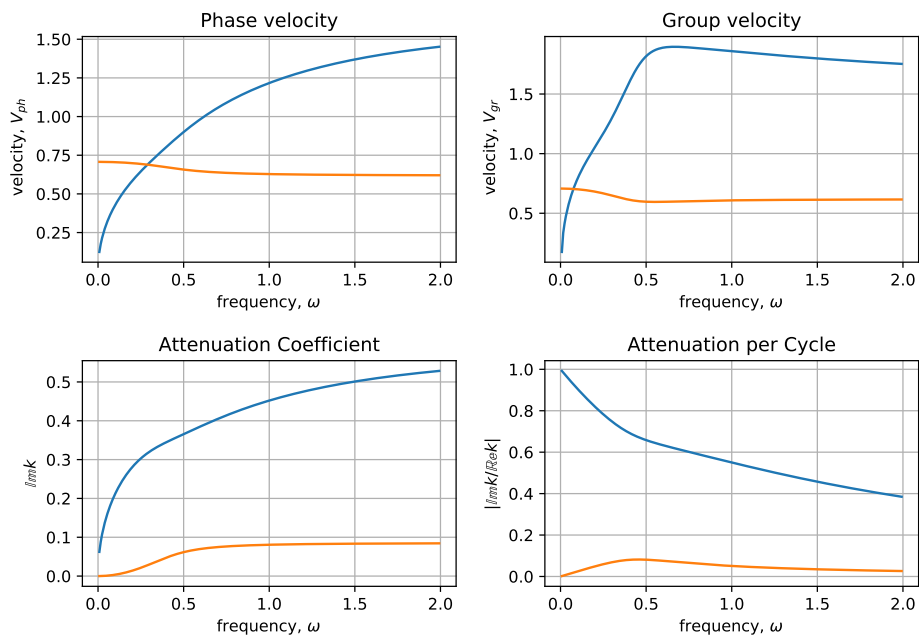 Phase velocity
1.50
1.25
1.00
0.75
0.50
0.25
velocity, V_ph
0.0 0.5 1.0 1.5 2.0
frequency, ω
Group velocity
1.5
1.0
0.5
velocity, V_gr
0.0 0.5 1.0 1.5 2.0
frequency, ω
Attenuation Coefficient
0.5
0.4
0.3
0.2
0.1
0.0
𝕀𝕞k
0.0 0.5 1.0 1.5 2.0
frequency, ω
Attenuation per Cycle
1.0
0.8
0.6
0.4
0.2
0.0
|𝕀𝕞k/ℝ𝕖k|
0.0 0.5 1.0 1.5 2.0
frequency, ω